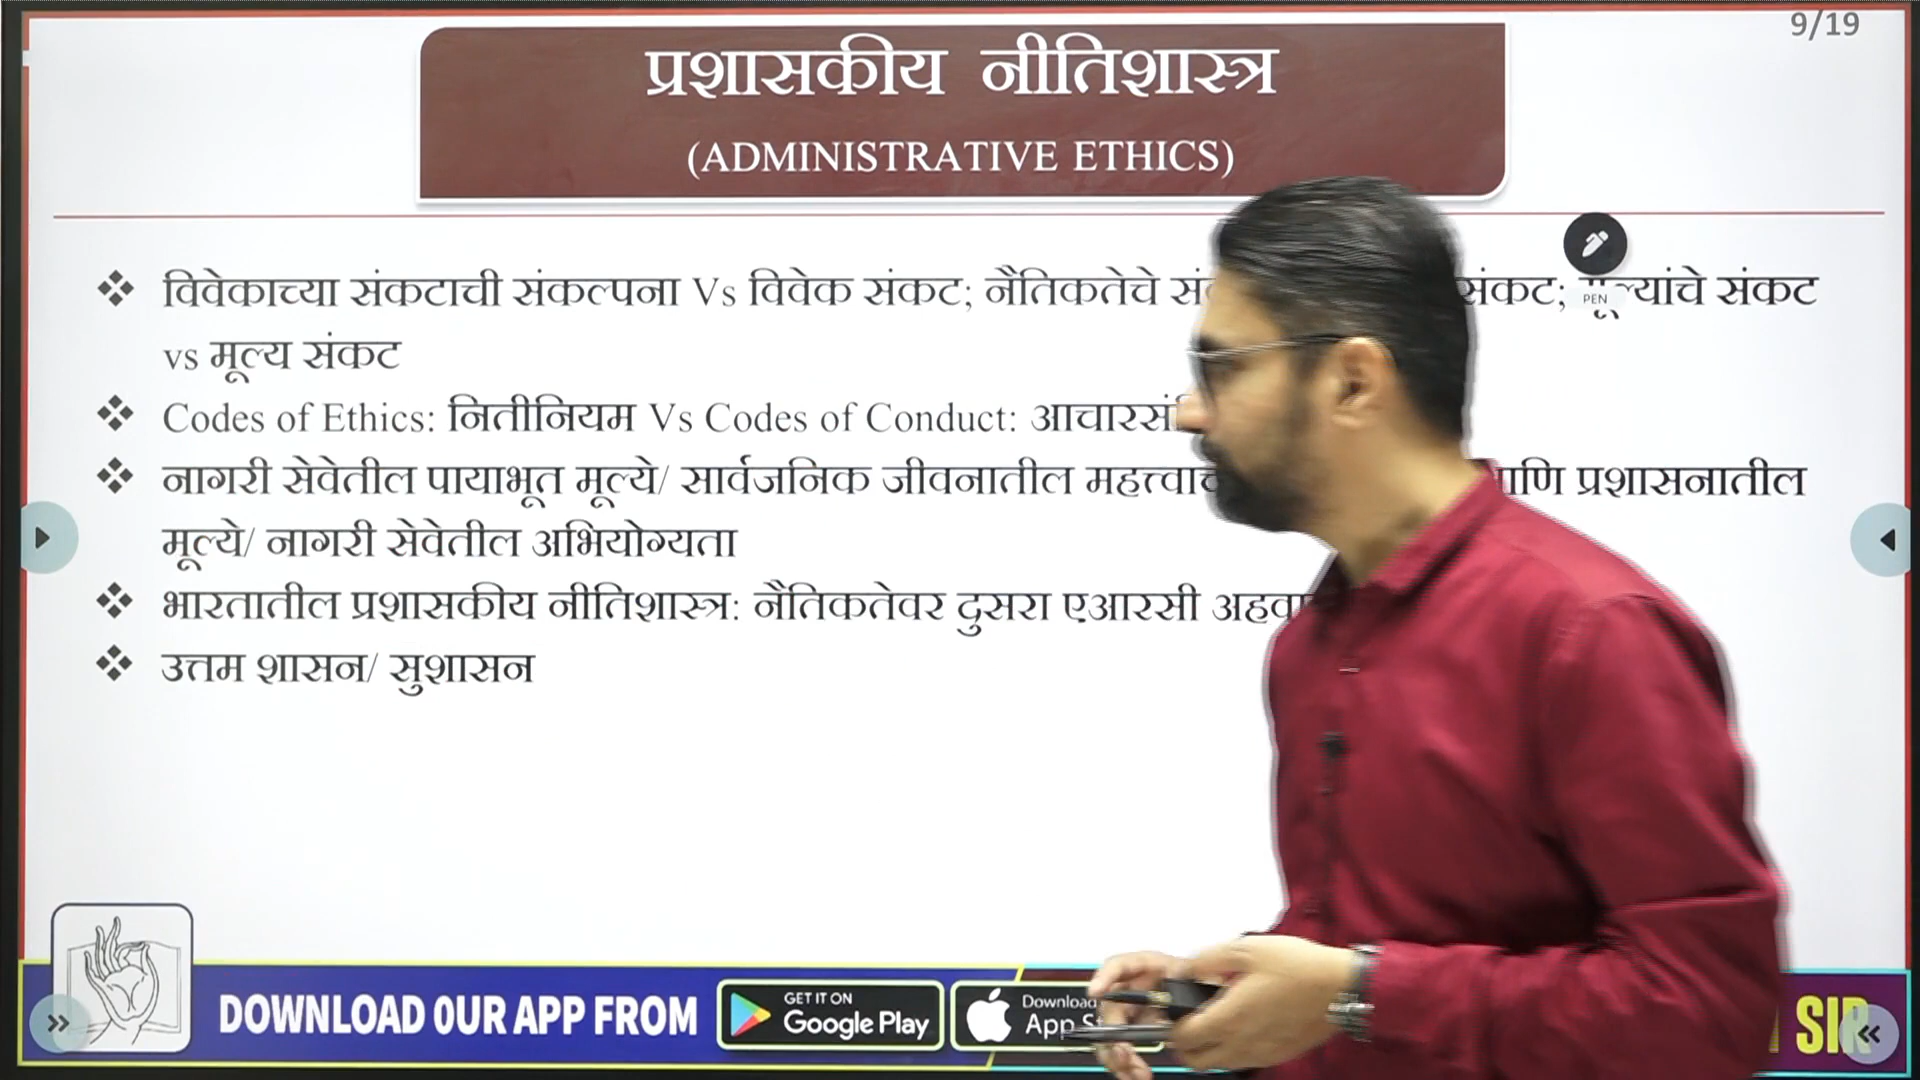 9/19
प्रशासकीय नीतिशास्त्र
(ADMINISTRATIVE ETHICS)
विवेकाच्या संकटाची संकल्पना Vs विवेक संकट; नैतिकतेचे संकट; संकट
vs मूल्य संकट
PEN
Codes of Ethics: नितीनियम Vs Codes of Conduct:
नागरी सेवेतील पायाभूत मूल्ये/ सार्वजनिक जीवनातील प्रशासनातील
मूल्ये/ नागरी सेवेतील अभियोग्यता
भारतातील प्रशासकीय नीतिशास्त्र: नैतिकतेवर दुसरा एआरसी
उत्तम शासन/ सुशासन
DOWNLOAD 0UR APP FROM
GET IT ON
Google Play
Download
SIR